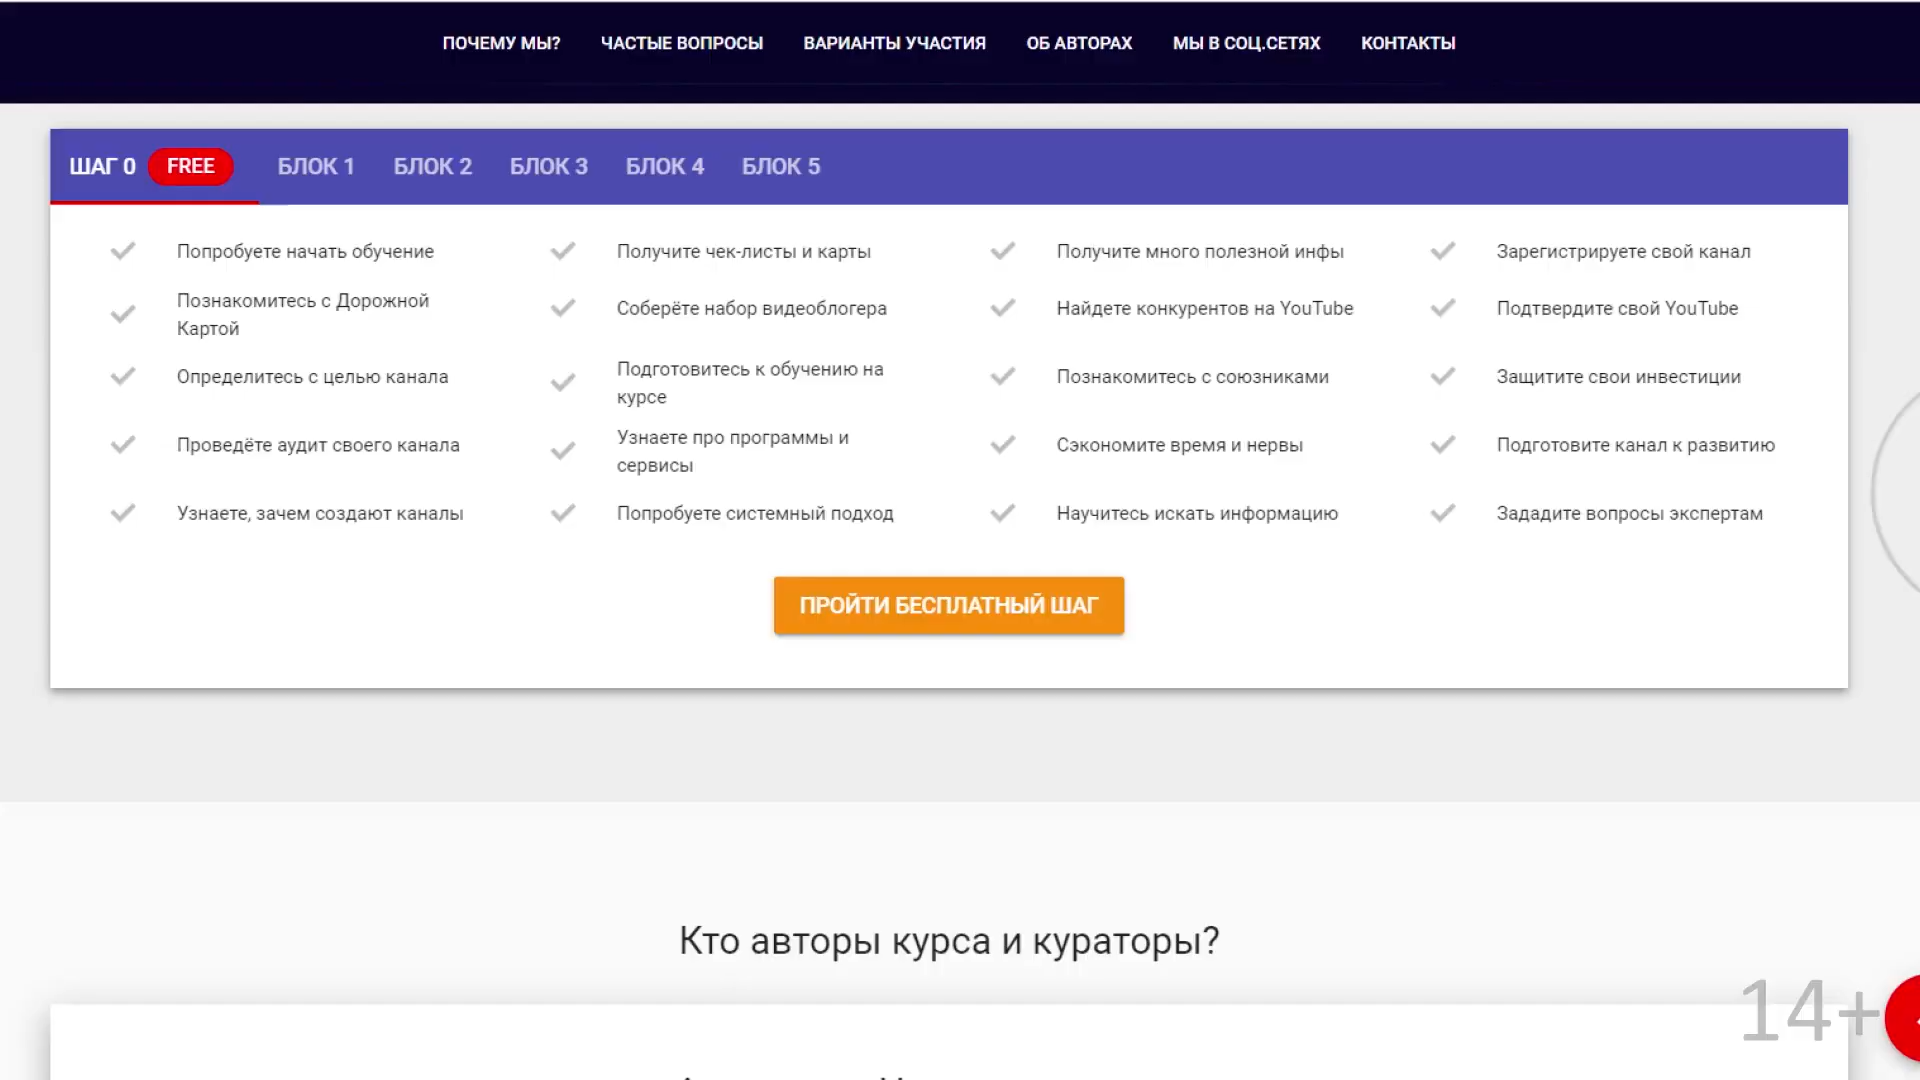 ПОЧЕМУ МЫ? ЧАСТЫЕ ВОПРОСЫ ВАРИАНТЫ УЧАСТИЯ ОБ АВТОРАХ МЫ В СОЦ.СЕТЯХ КОНТАКТЫ
ШАГ 0 FREE БЛОК 1 БЛОК 2 БЛОК 3 БЛОК 4 БЛОК 5
Попробуете начать обучение
Познакомитесь с Дорожной
Картой
Определитесь с целью канала
Проведёте аудит своего канала
Узнаете, зачем создают каналы
Получите чек-листы и карты
Соберёте набор видеоблогера
Подготовитесь к обучению на
курсе
Узнаете про программы и
сервисы
Попробуете системный подход
Получите много полезной инфы
Найдете конкурентов на YouTube
Познакомитесь с союзниками
Сэкономите время и нервы
Научитесь искать информацию
Зарегистрируете свой канал
Подтвердите свой YouTube
Защитите свои инвестиции
Подготовите канал к развитию
Зададите вопросы экспертам
ПРОЙТИ БЕСПЛАТНЫЙ ШАГ
Кто авторы курса и кураторы?
14+